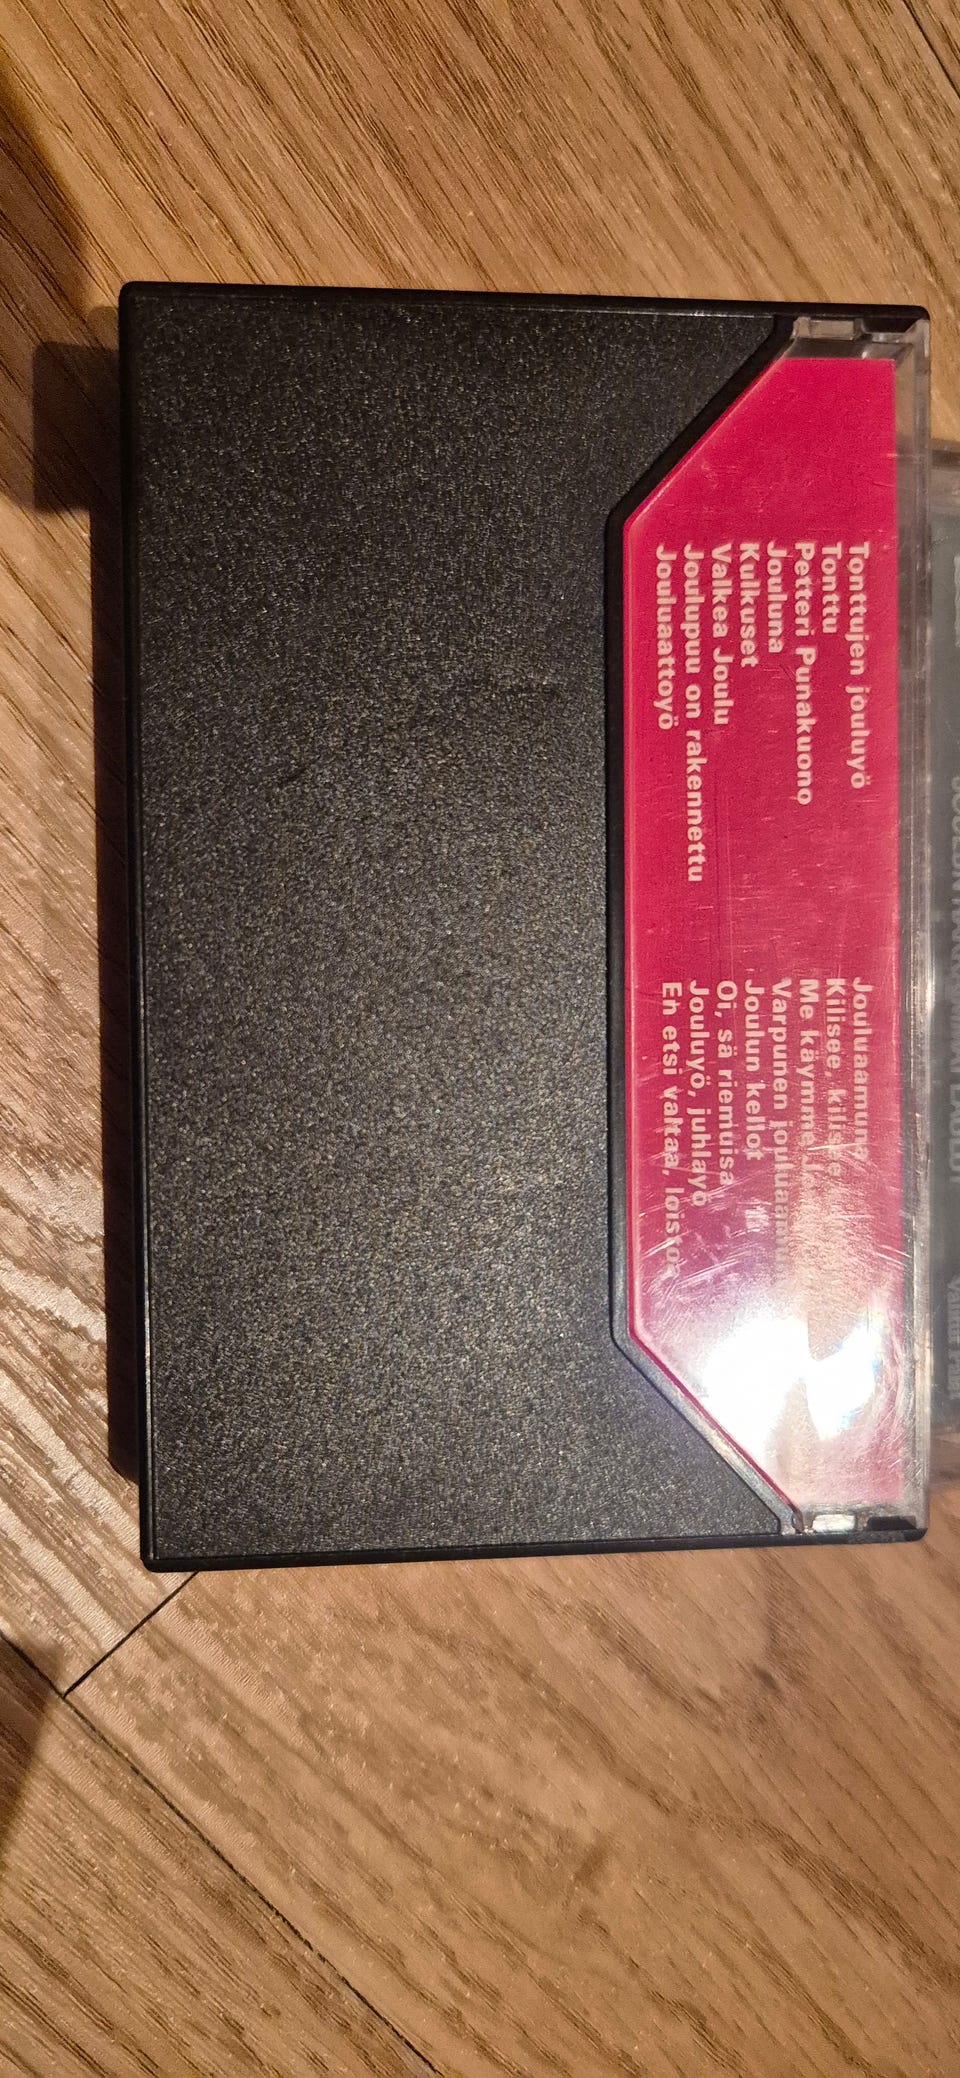 Tonttujen jouluyö
Tonttu
Petteri Punakuono
Jouluna
Kulkuset
Valkea Joulu
Joulupuu on rakennettu
Jouluaattoyö
Jouluaamuna
Kilisee, kilisee
Me käymme
Varpunen jouluaamu
Joulun kellot
Oi, sä riemuisa
Jouluyö, juhlayö
En etsi valtaa, loistoa